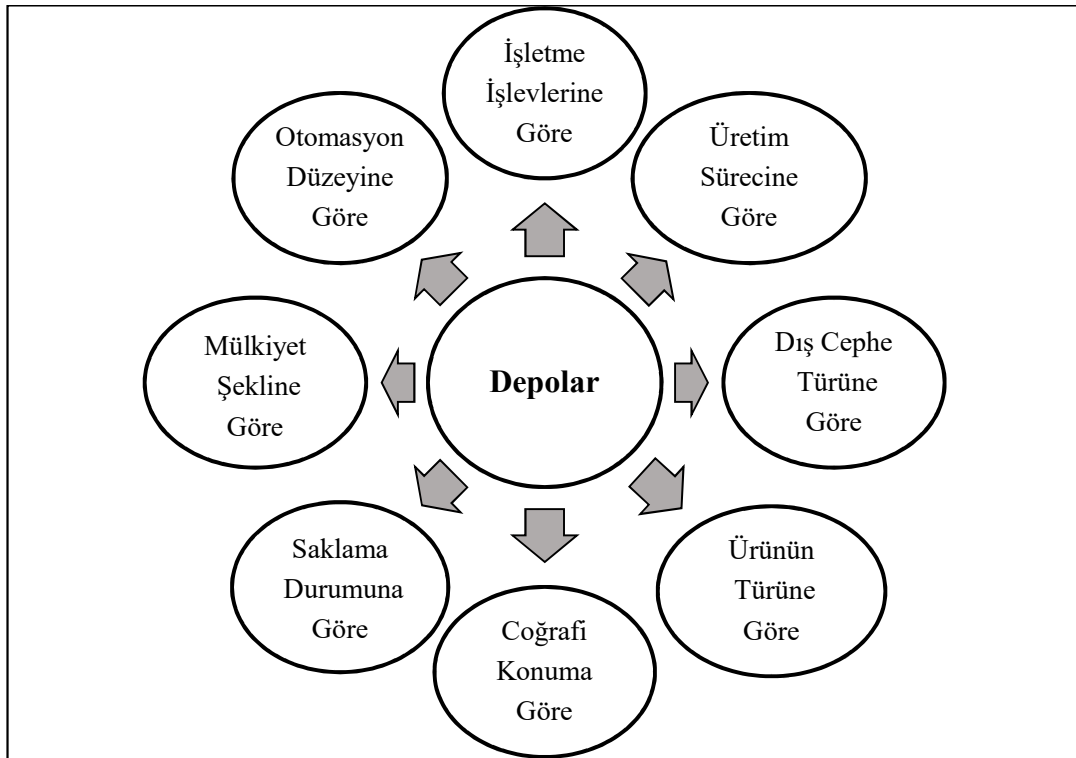 İşletme
İşlevlerine
Göre
Üretim
Sürecine
Göre
Dış Cephe
Türüne
Göre
Ürünün
Türüne
Göre
Coğrafi
Konuma
Göre
Saklama
Durumuna
Göre
Mülkiyet
Şekline
Göre
Otomasyon
Düzeyine
Göre
Depolar